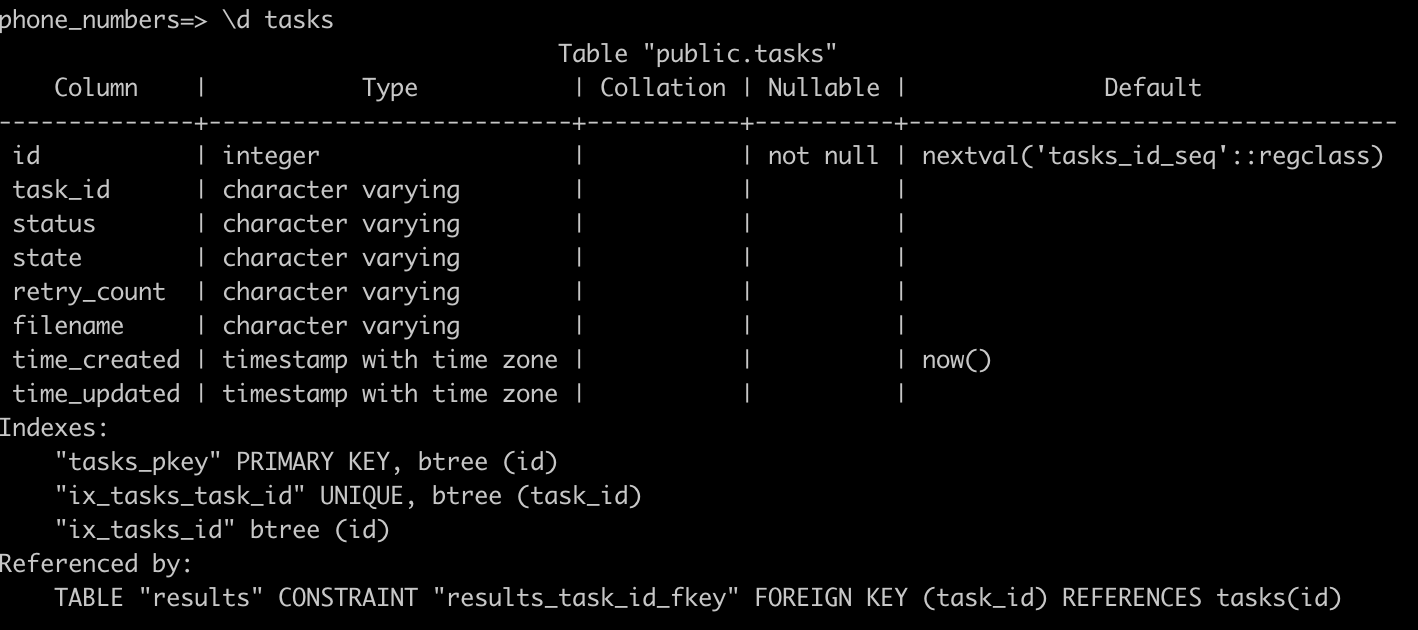 phone_numbers=> \d tasks
                                        Table "public.tasks"
    Column    |           Type           | Collation | Nullable |              Default
--------------+--------------------------+-----------+----------+-----------------------------------
 id           | integer                  |           | not null | nextval('tasks_id_seq'::regclass)
 task_id      | character varying        |           |          |
 status       | character varying        |           |          |
 state        | character varying        |           |          |
 retry_count  | character varying        |           |          |
 filename     | character varying        |           |          |
 time_created | timestamp with time zone |           |          | now()
 time_updated | timestamp with time zone |           |          |
Indexes:
    "tasks_pkey" PRIMARY KEY, btree (id)
    "ix_tasks_task_id" UNIQUE, btree (task_id)
    "ix_tasks_id" btree (id)
Referenced by:
    TABLE "results" CONSTRAINT "results_task_id_fkey" FOREIGN KEY (task_id) REFERENCES tasks(id)